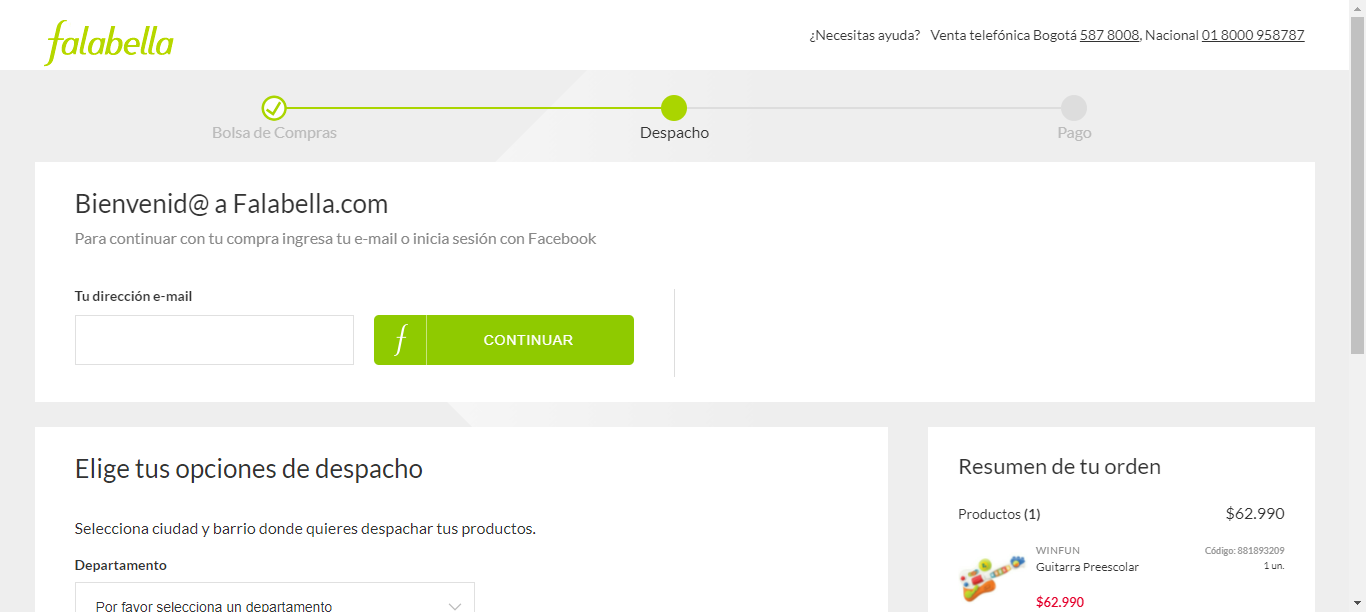 falabella
¿Necesitas ayuda? Venta telefónica Bogotá 587 8008, Nacional 01 8000 958787
Bolsa de Compras
Despacho
Pago
Bienvenid@ a Falabella.com
Para continuar con tu compra ingresa tu e-mail o inicia sesión con Facebook
Tu dirección e-mail
f CONTINUAR
Elige tus opciones de despacho
Selecciona ciudad y barrio donde quieres despachar tus productos.
Departamento
Por favor selecciona un departamento
Resumen de tu orden
Productos (1) $62.990
WINFUN Código: 881893209
Guitarra Preescolar 1 un.
$62.990